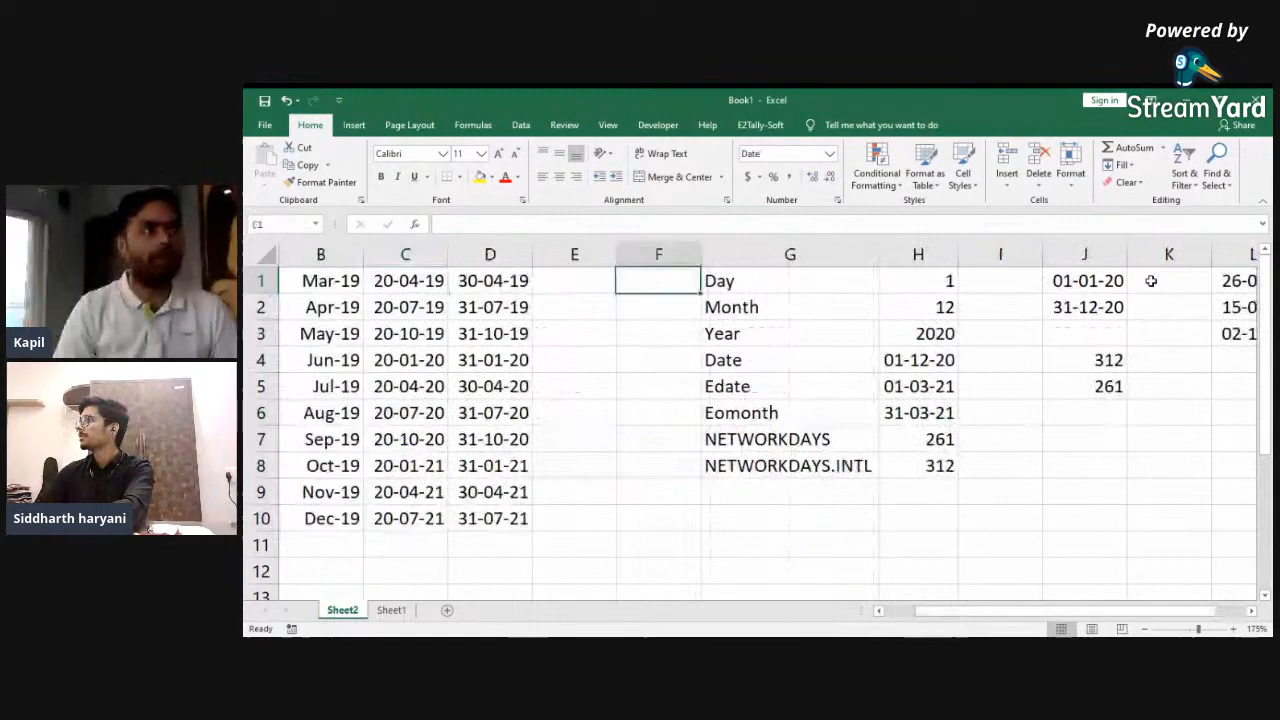 Powered by
StreamYard
Book1 - Excel
Sign in
File Home Insert Page Layout Formulas Data Review View Developer Help EZTally-Soft Tell me what you want to do Share
Paste
Cut
Copy
Format Painter
Clipboard
Calibri 11
B I U
Font
Wrap Text
Merge & Center
Alignment
Date
$ % ,
Number
Conditional Formatting
Format as Table
Cell Styles
Styles
Insert Delete Format
Cells
AutoSum
Fill
Clear
Sort & Filter
Find & Select
Editing
fx
B C D E F G H I J K L
1 Mar-19 20-04-19 30-04-19 Day 1 01-01-20 26-0
2 Apr-19 20-07-19 31-07-19 Month 12 31-12-20 15-0
3 May-19 20-10-19 31-10-19 Year 2020 02-1
4 Jun-19 20-01-20 31-01-20 Date 01-12-20 312
5 Jul-19 20-04-20 30-04-20 Edate 01-03-21 261
6 Aug-19 20-07-20 31-07-20 Eomonth 31-03-21
7 Sep-19 20-10-20 31-10-20 NETWORKDAYS 261
8 Oct-19 20-01-21 31-01-21 NETWORKDAYS.INTL 312
9 Nov-19 20-04-21 30-04-21
10 Dec-19 20-07-21 31-07-21
11
12
13
Sheet2 Sheet1
Ready
175%
Kapil
Siddharth haryani